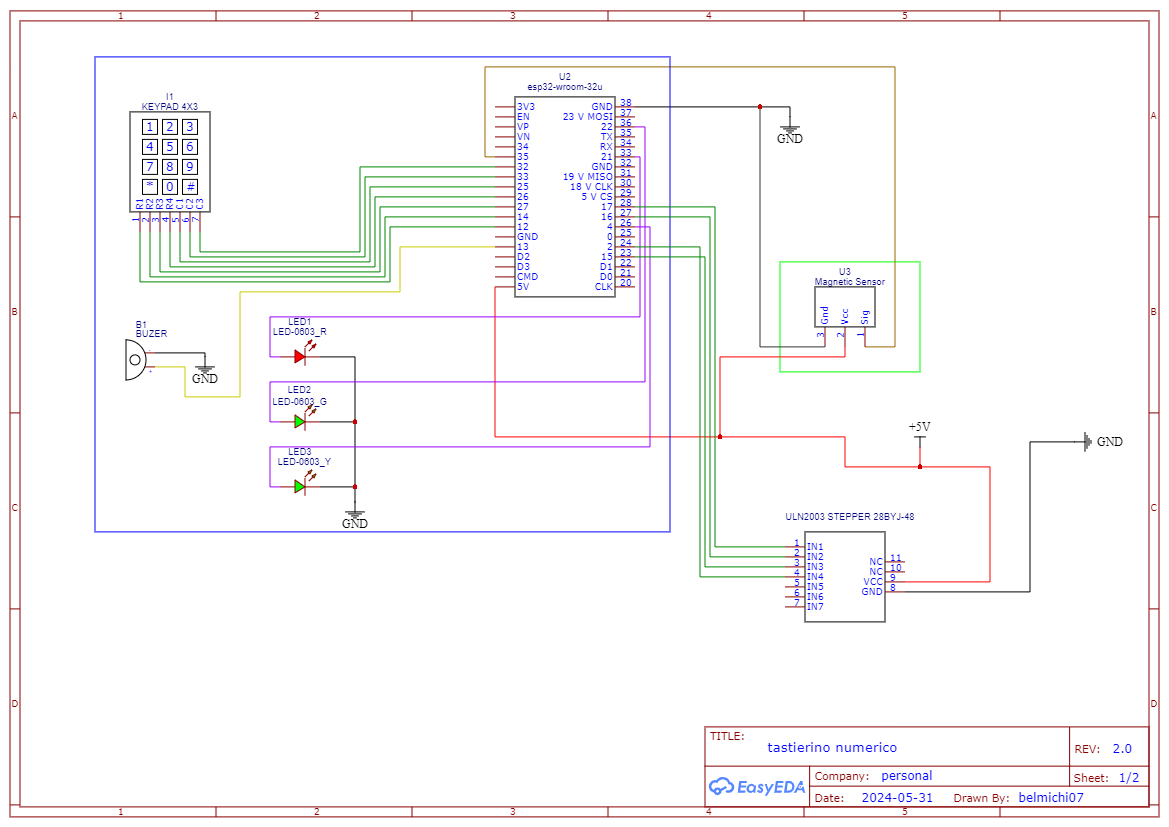 1 2 3 4 5
A
B
C
D
A
B
C
D
1 2 3 4 5
I1
KEYPAD 4X3
1 2 3
4 5 6
7 8 9
* 0 #
R1 R2 R3 R4 C1 C2 C3
1 2 3 4 5 6 7
B1
BUZER
-
+
GND
LED1
LED-0603_R
LED2
LED-0603_G
LED3
LED-0603_Y
GND
U2
esp32-wroom-32u
3V3 GND 38
EN 23 V MOSI 37
VP 22 36
VN TX 35
34 RX 34
35 21 33
32 GND 32
33 19 V MISO 31
25 18 V CLK 30
26 5 V CS 29
27 17 28
14 16 27
12 4 26
GND 0 25
13 2 24
D2 15 23
D3 D1 22
CMD D0 21
5V CLK 20
GND
U3
Magnetic Sensor
Gnd Vcc Sig
3 2 1
+5V
GND
ULN2003 STEPPER 28BYJ-48
1 IN1
2 IN2
3 IN3
4 IN4
5 IN5
6 IN6
7 IN7
NC 11
NC 10
VCC 9
GND 8
TITLE:
tastierino numerico
REV: 2.0
EasyEDA
Company: personal
Sheet: 1/2
Date: 2024-05-31 Drawn By: belmichi07